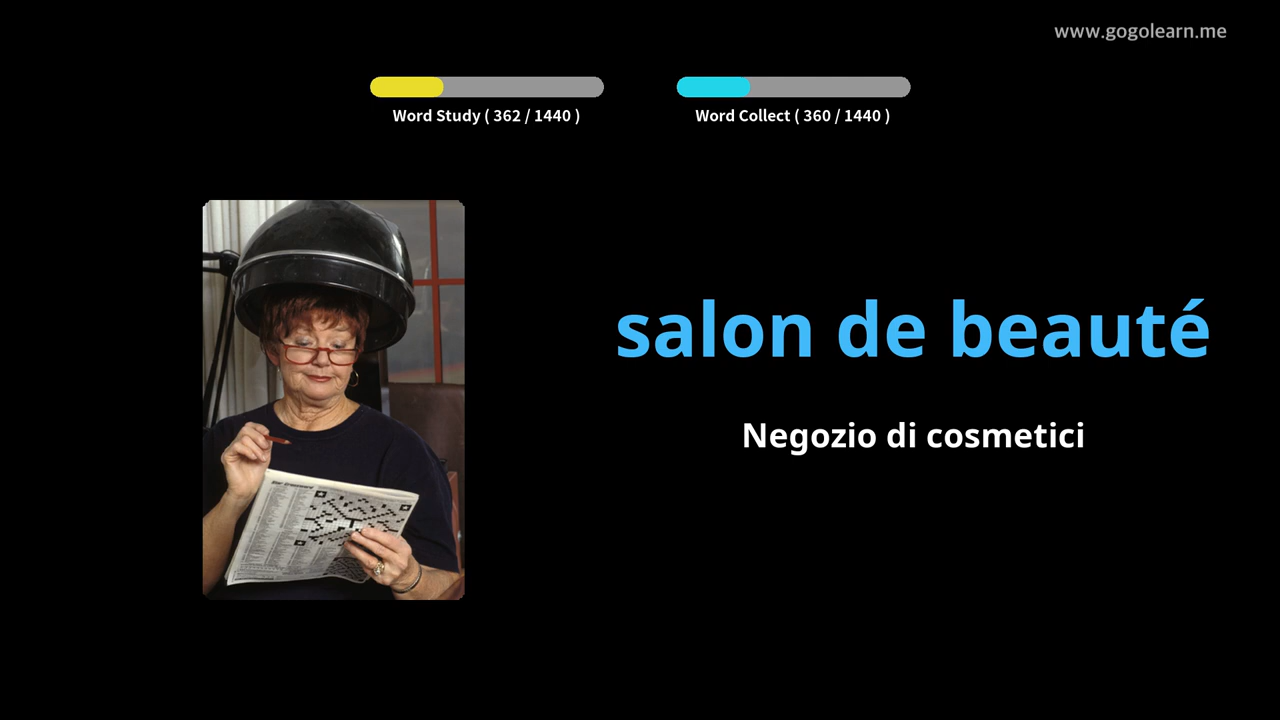 www.gogolearn.me
Word Study ( 362 / 1440 )
Word Collect ( 360 / 1440 )
salon de beauté
Negozio di cosmetici